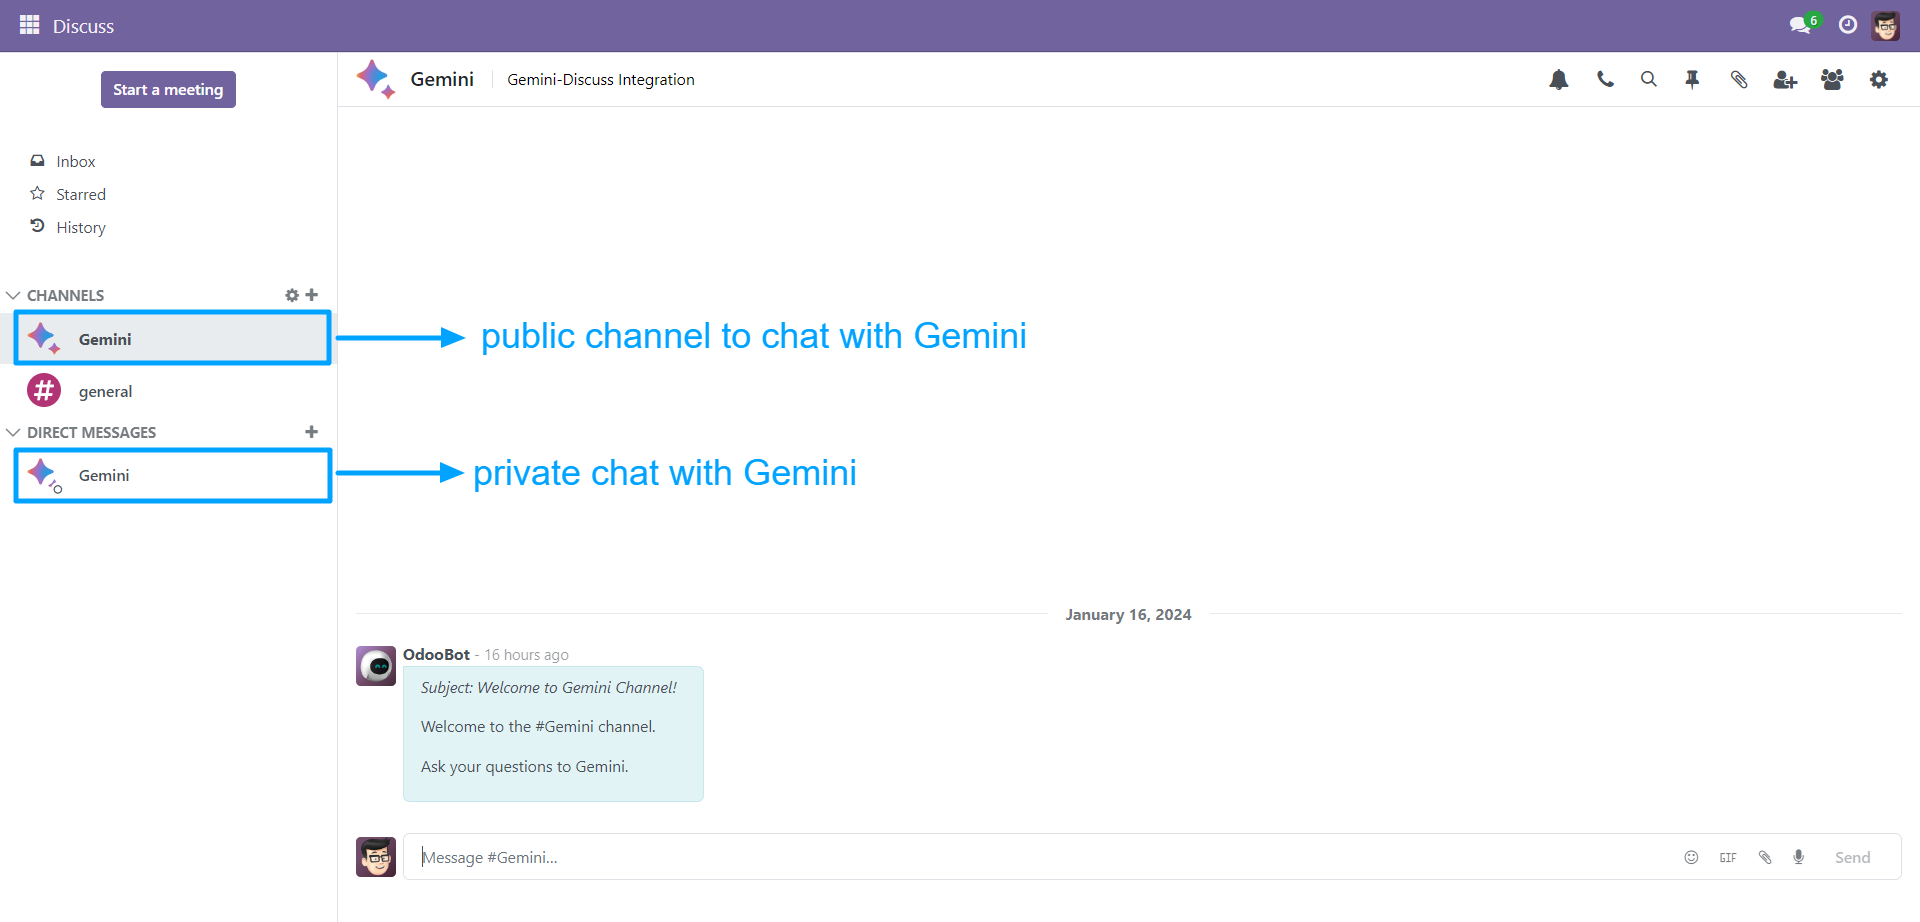 Discuss
6
Start a meeting
Gemini
Gemini-Discuss Integration
Inbox
Starred
History
CHANNELS
Gemini
public channel to chat with Gemini
general
DIRECT MESSAGES
Gemini
private chat with Gemini
January 16, 2024
OdooBot - 16 hours ago
Subject: Welcome to Gemini Channel!
Welcome to the #Gemini channel.
Ask your questions to Gemini.
Message #Gemini...
GIF
Send